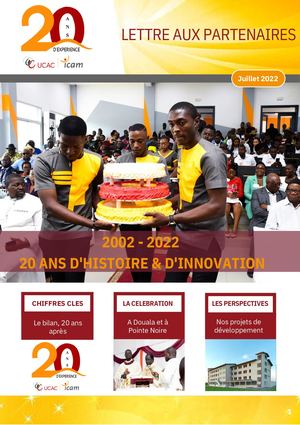 20
ANS
D'EXPERIENCE
UCAC icam
LETTRE AUX PARTENAIRES
Juillet 2022
2002 - 2022
20 ANS D'HISTOIRE & D'INNOVATION
CHIFFRES CLES
Le bilan, 20 ans
après
20
ANS
D'EXPERIENCE
UCAC icam
LA CELEBRATION
A Douala et à
Pointe Noire
LES PERSPECTIVES
Nos projets de
développement